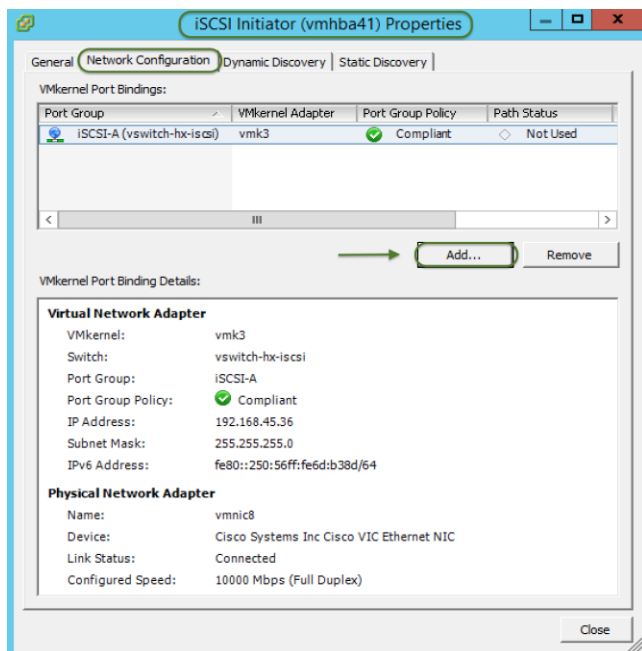 iSCSI Initiator (vmhba41) Properties
General Network Configuration Dynamic Discovery Static Discovery
VMkernel Port Bindings:
Port Group VMkernel Adapter Port Group Policy Path Status
iSCSI-A (vswitch-hx-iscsi) vmk3 Compliant Not Used
Add... Remove
VMkernel Port Binding Details:
Virtual Network Adapter
VMkernel: vmk3
Switch: vswitch-hx-iscsi
Port Group: iSCSI-A
Port Group Policy: Compliant
IP Address: 192.168.45.36
Subnet Mask: 255.255.255.0
IPv6 Address: fe80::250:56ff:fe6d:b38d/64
Physical Network Adapter
Name: vmnic8
Device: Cisco Systems Inc Cisco VIC Ethernet NIC
Link Status: Connected
Configured Speed: 10000 Mbps (Full Duplex)
Close